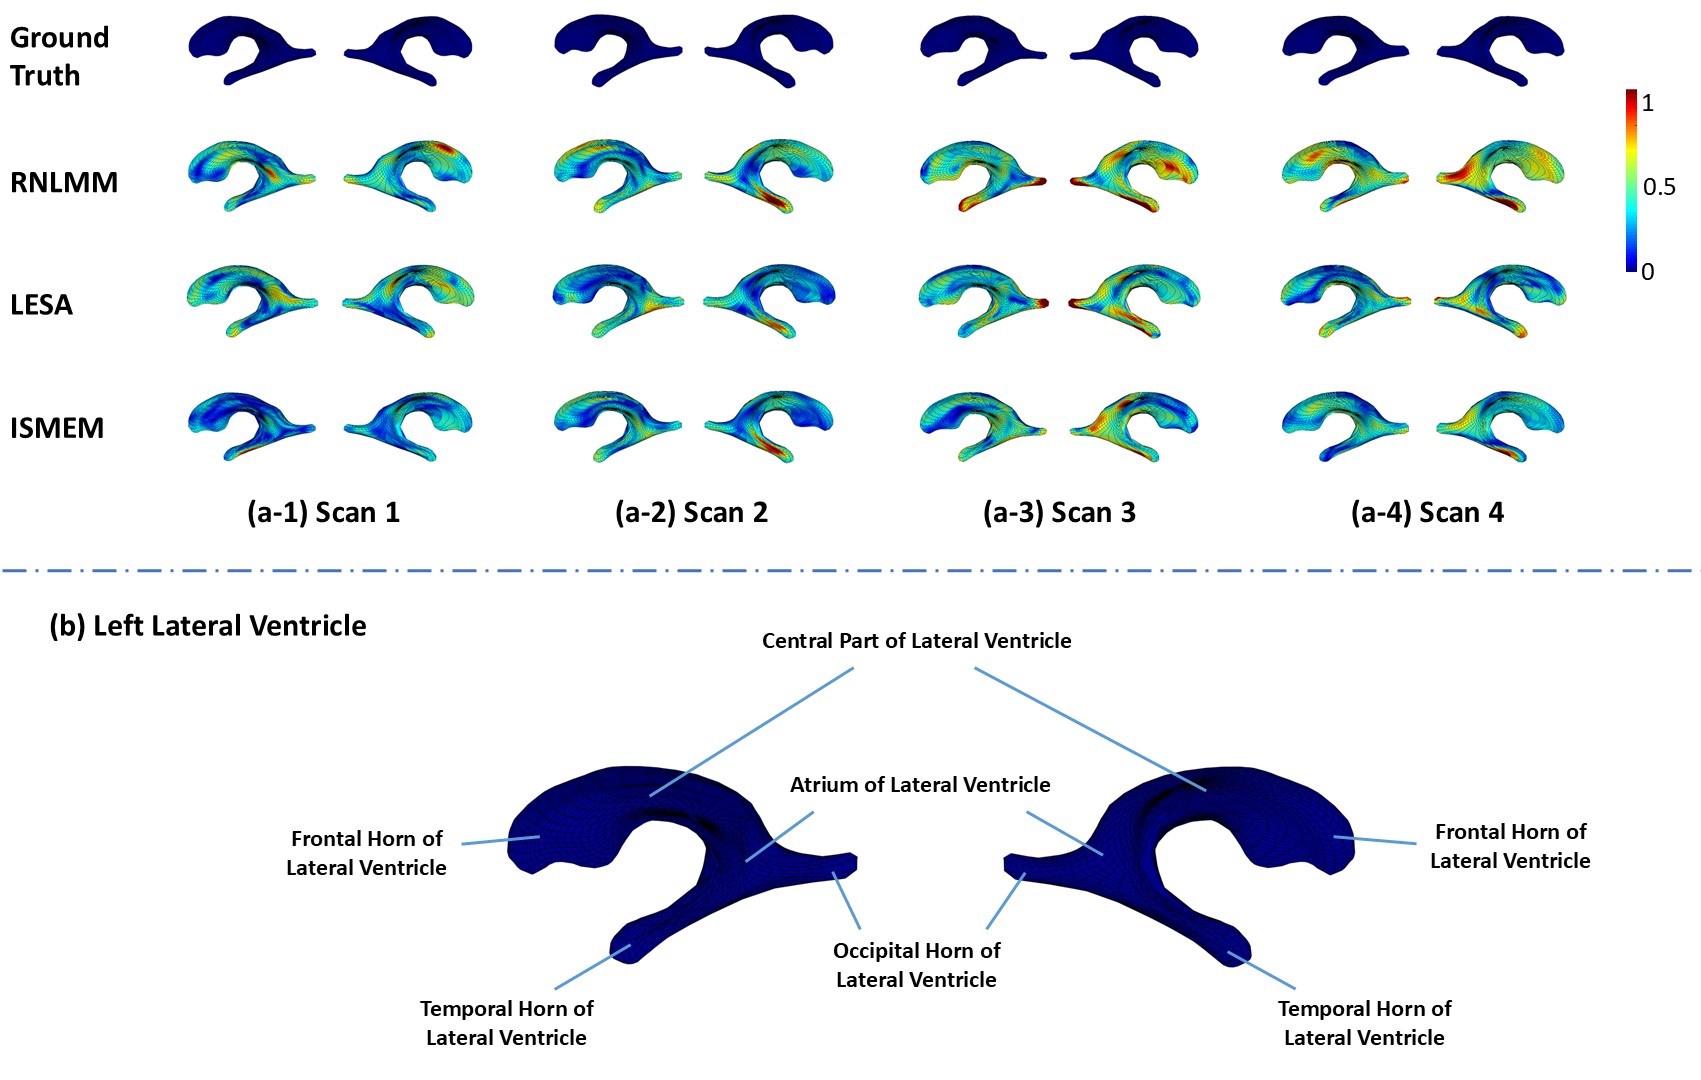 Ground
Truth
RNLMM
LESA
ISMEM
1
0.5
0
(a-1) Scan 1
(a-2) Scan 2
(a-3) Scan 3
(a-4) Scan 4
(b) Left Lateral Ventricle
Central Part of Lateral Ventricle
Atrium of Lateral Ventricle
Frontal Horn of
Lateral Ventricle
Frontal Horn of
Lateral Ventricle
Occipital Horn of
Lateral Ventricle
Temporal Horn of
Lateral Ventricle
Temporal Horn of
Lateral Ventricle